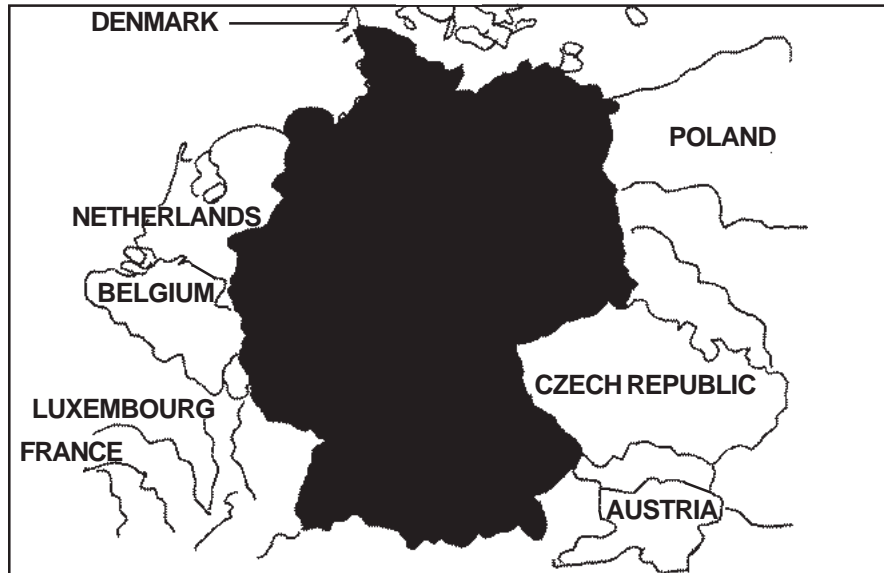 DENMARK
POLAND
NETHERLANDS
BELGIUM
CZECH REPUBLIC
LUXEMBOURG
FRANCE
AUSTRIA